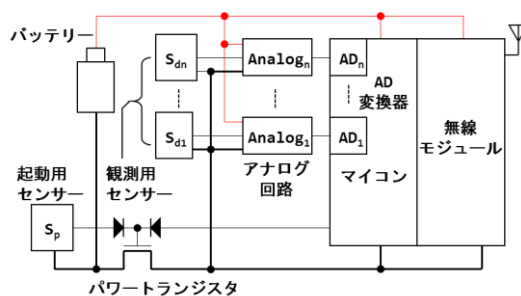 バッテリー
Sdn
Analogn
ADn
AD
変換器
Sd1
Analog1
AD1
無線
モジュール
起動用
センサー
観測用
センサー
アナログ
回路
マイコン
Sp
パワートランジスタ